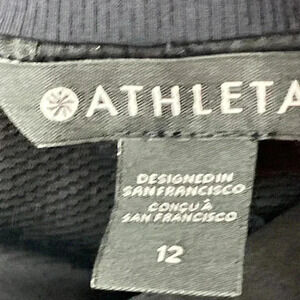 ATHLETA
DESIGNED IN
SAN FRANCISCO
CONÇU À
SAN FRANCISCO
12